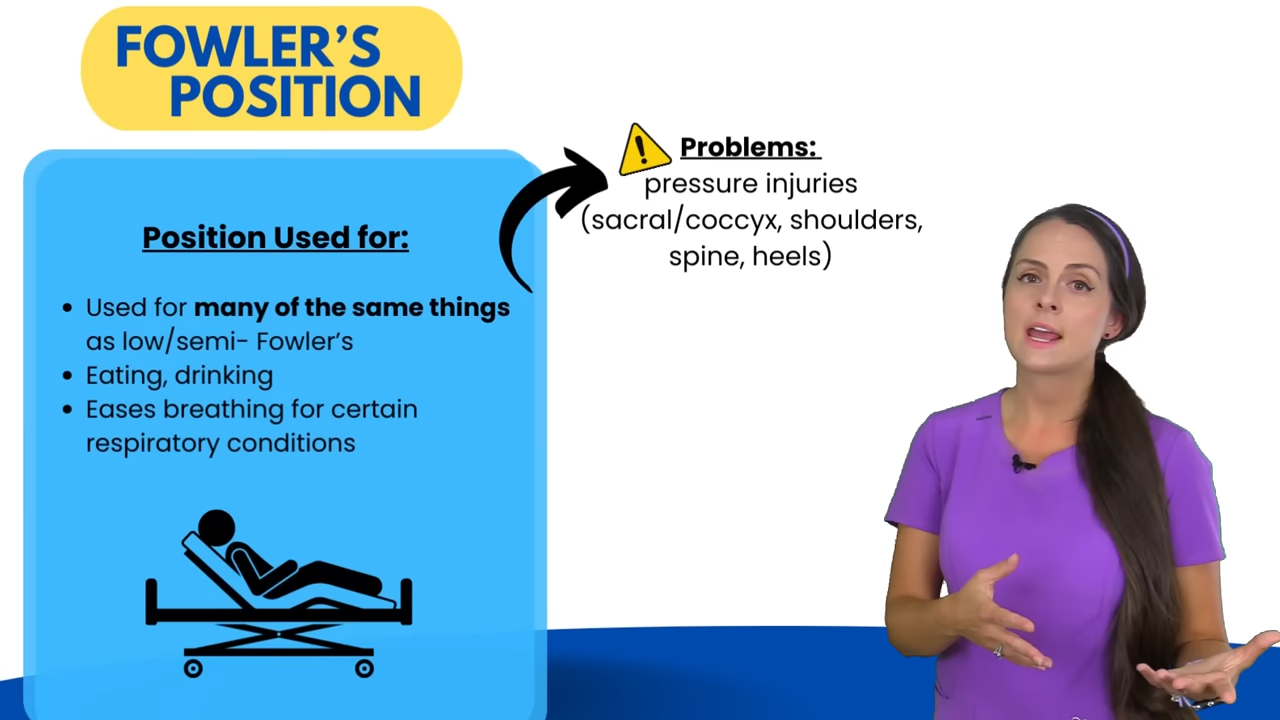 FOWLER'S
POSITION
Position Used for:
• Used for many of the same things
as low/semi- Fowler's
• Eating, drinking
• Eases breathing for certain
respiratory conditions
Problems:
pressure injuries
(sacral/coccyx, shoulders,
spine, heels)